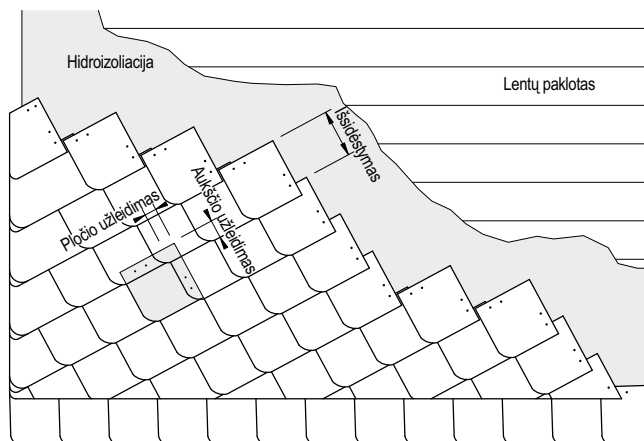 Hidroizoliacija
Lentų paklotas
Išsidėstymas
Aukščio užleidimas
Pločio užleidimas